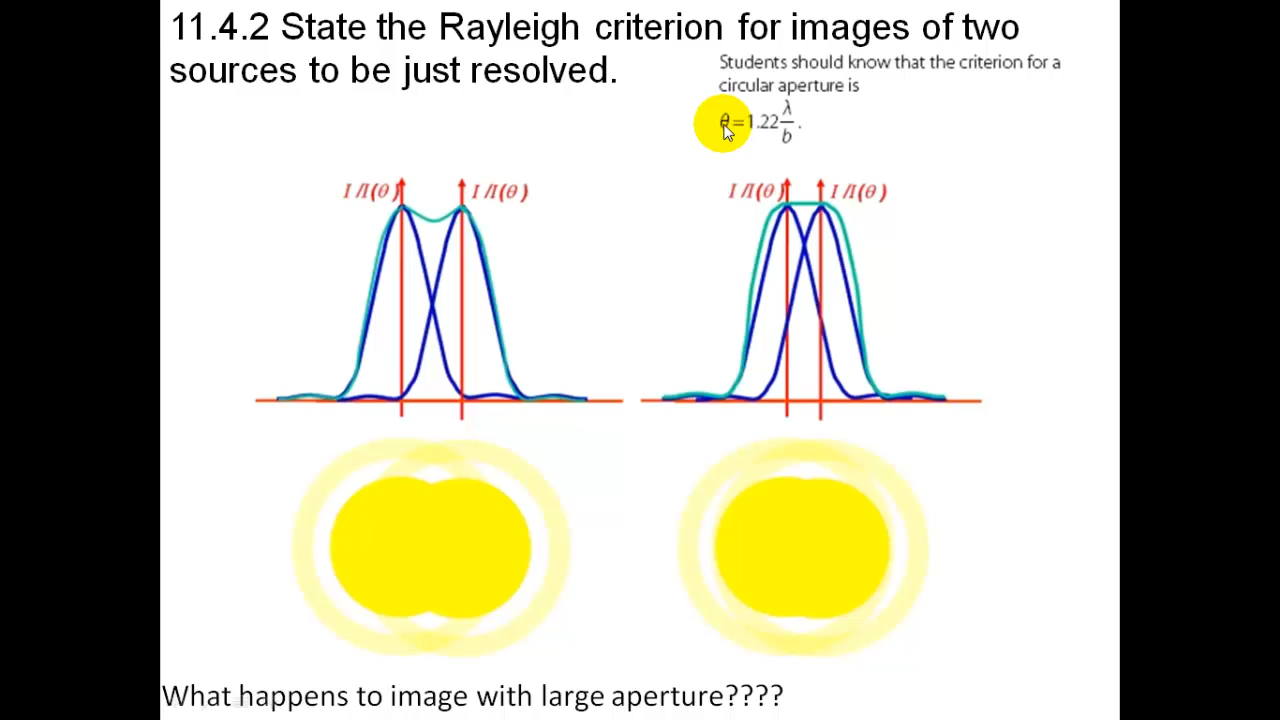 11.4.2 State the Rayleigh criterion for images of two
sources to be just resolved.
Students should know that the criterion for a
circular aperture is
θ = 1.22 λ/b .
I /I(θ ) I /I(θ ) I /I(θ ) I /I(θ )
What happens to image with large aperture????